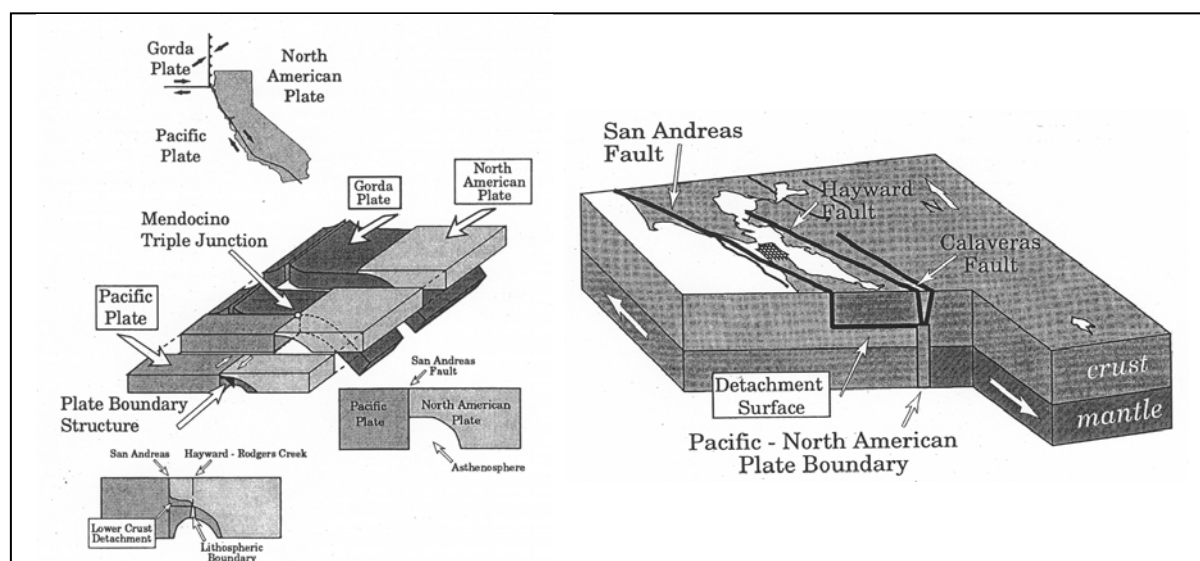 Gorda
Plate
North
American
Plate
Pacific
Plate
Gorda
Plate
North
American
Plate
Mendocino
Triple Junction
Pacific
Plate
Plate Boundary
Structure
San Andreas
Fault
Pacific
Plate
North American
Plate
Asthenosphere
San Andreas
Hayward - Rodgers Creek
Lower Crust
Detachment
Lithospheric
Boundary
San Andreas
Fault
Hayward
Fault
N
Calaveras
Fault
Detachment
Surface
crust
mantle
Pacific - North American
Plate Boundary